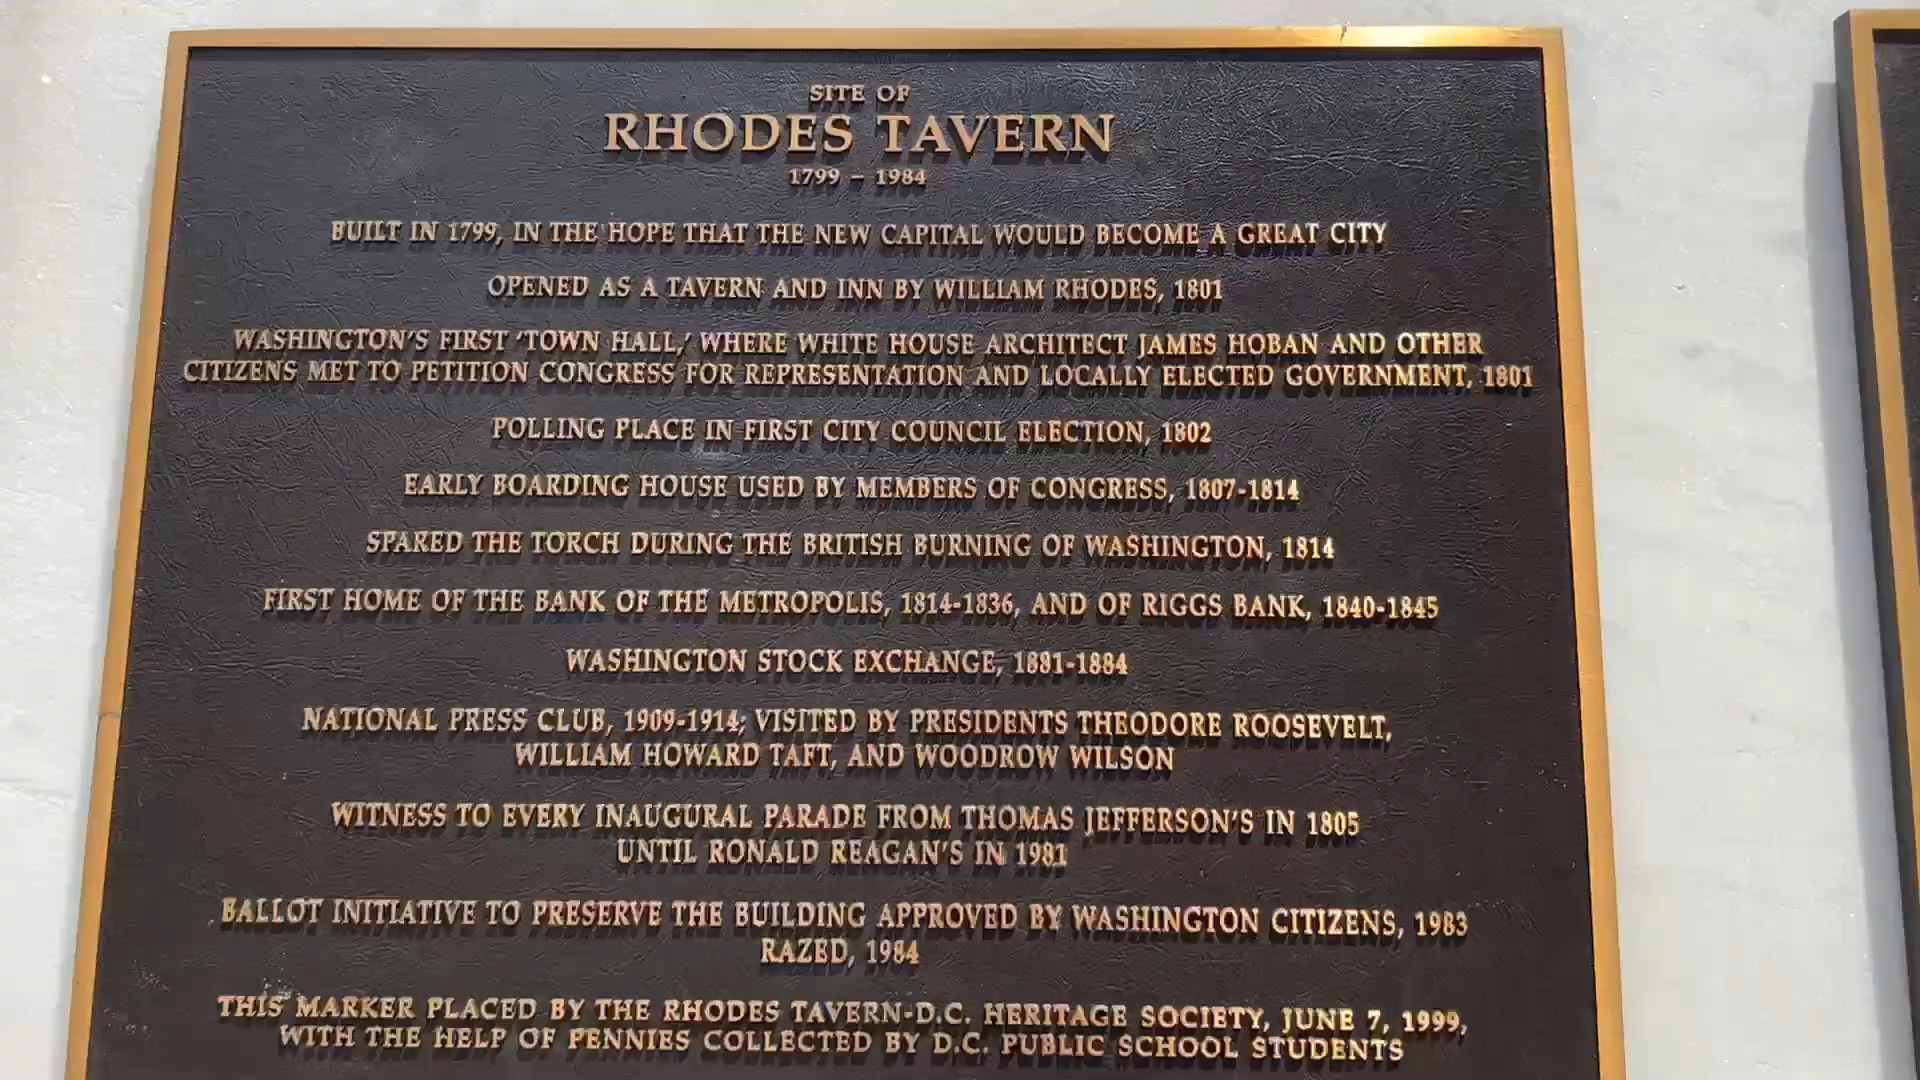 SITE OF
RHODES TAVERN
1799 – 1984
BUILT IN 1799, IN THE HOPE THAT THE NEW CAPITAL WOULD BECOME A GREAT CITY
OPENED AS A TAVERN AND INN BY WILLIAM RHODES, 1801
WASHINGTON'S FIRST 'TOWN HALL,' WHERE WHITE HOUSE ARCHITECT JAMES HOBAN AND OTHER
CITIZENS MET TO PETITION CONGRESS FOR REPRESENTATION AND LOCALLY ELECTED GOVERNMENT, 1801
POLLING PLACE IN FIRST CITY COUNCIL ELECTION, 1802
EARLY BOARDING HOUSE USED BY MEMBERS OF CONGRESS, 1807-1814
SPARED THE TORCH DURING THE BRITISH BURNING OF WASHINGTON, 1814
FIRST HOME OF THE BANK OF THE METROPOLIS, 1814-1836, AND OF RIGGS BANK, 1840-1845
WASHINGTON STOCK EXCHANGE, 1881-1884
NATIONAL PRESS CLUB, 1909-1914; VISITED BY PRESIDENTS THEODORE ROOSEVELT,
WILLIAM HOWARD TAFT, AND WOODROW WILSON
WITNESS TO EVERY INAUGURAL PARADE FROM THOMAS JEFFERSON'S IN 1805
UNTIL RONALD REAGAN'S IN 1981
BALLOT INITIATIVE TO PRESERVE THE BUILDING APPROVED BY WASHINGTON CITIZENS, 1983
RAZED, 1984
THIS MARKER PLACED BY THE RHODES TAVERN-D.C. HERITAGE SOCIETY, JUNE 7, 1999,
WITH THE HELP OF PENNIES COLLECTED BY D.C. PUBLIC SCHOOL STUDENTS